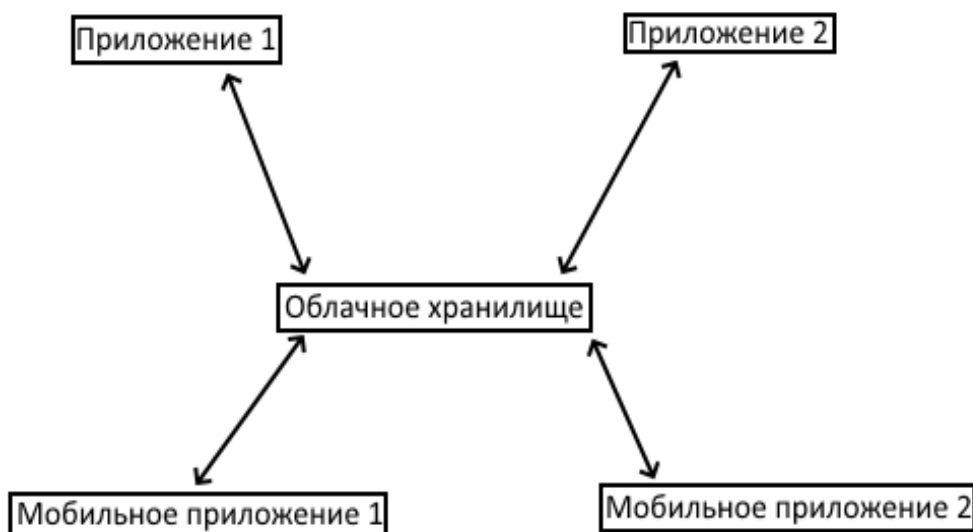 Приложение 1
Приложение 2
Облачное хранилище
Мобильное приложение 1
Мобильное приложение 2